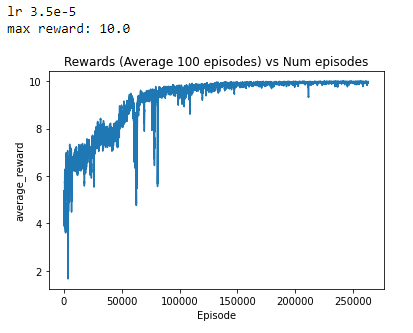 lr 3.5e-5
max reward: 10.0
Rewards (Average 100 episodes) vs Num episodes
10
8
6
4
2
average_reward
0
50000
100000
150000
200000
250000
Episode